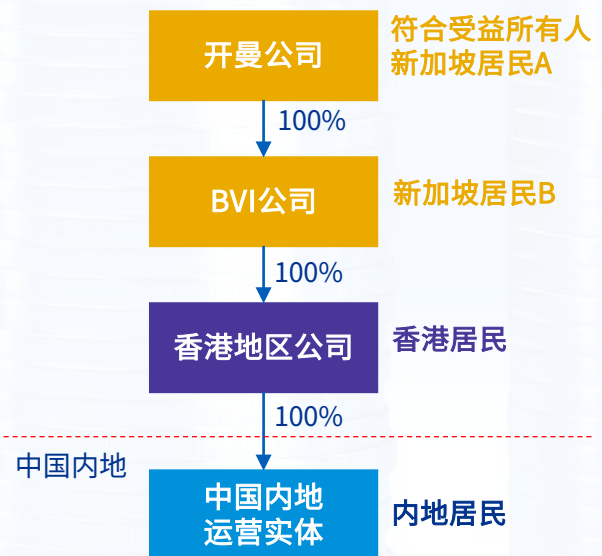 开曼公司
符合受益所有人
新加坡居民A
100%
BVI公司
新加坡居民B
100%
香港地区公司
香港居民
100%
中国内地
中国内地
运营实体
内地居民